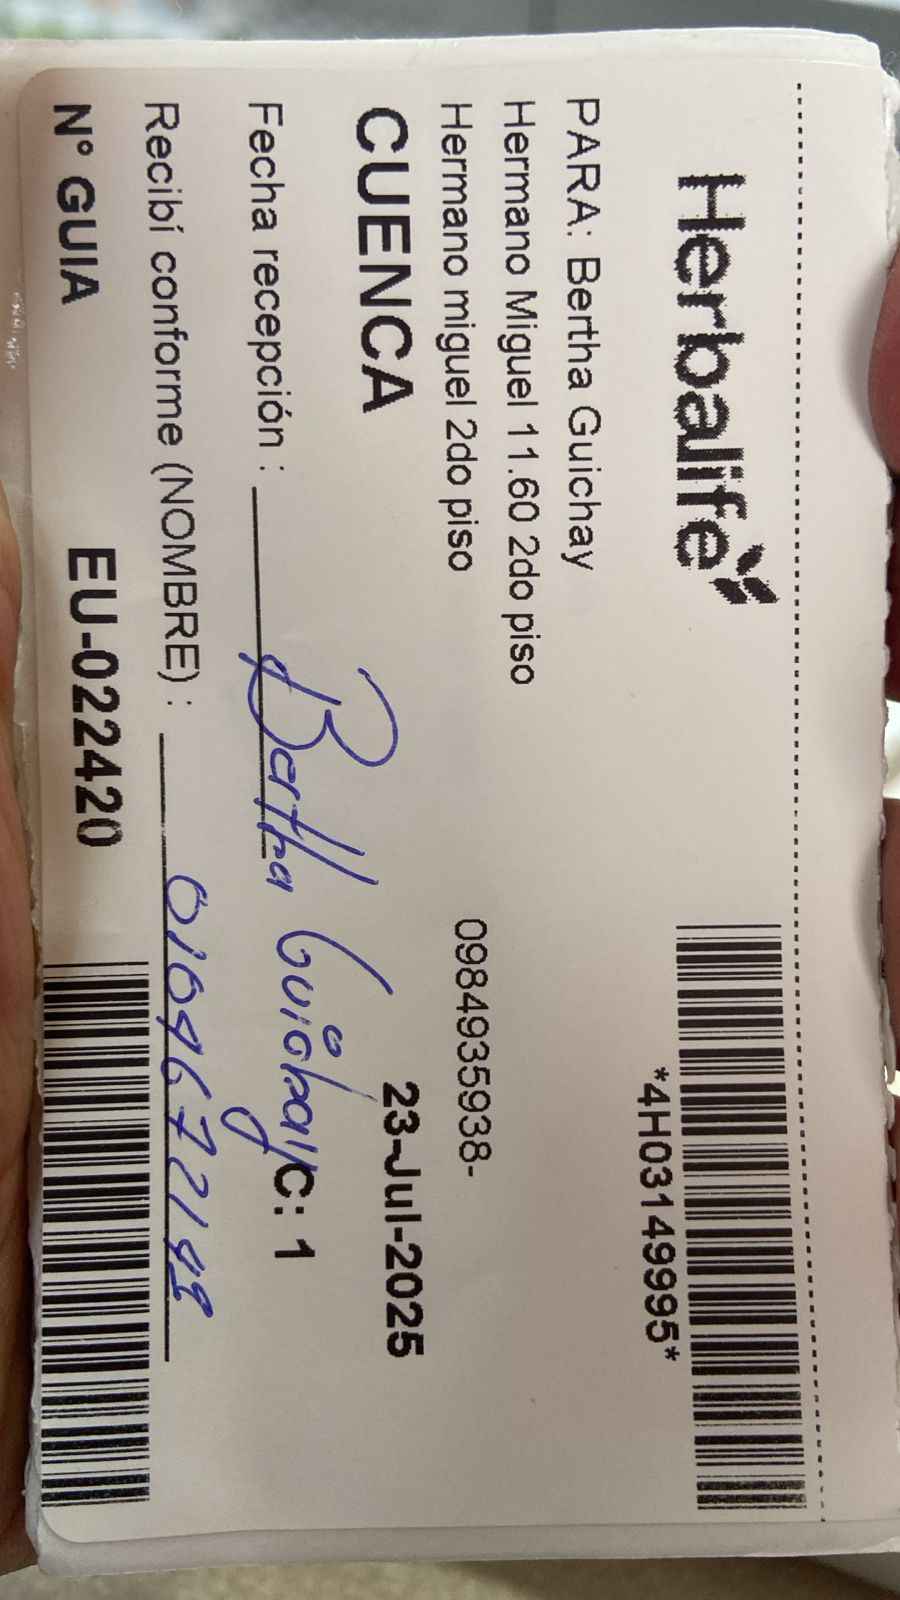 Herbalife
*4H03149995*
PARA: Bertha Guichay
Hermano Miguel 11.60 2do piso
Hermano miguel 2do piso 0984935938-
CUENCA 23-Jul-2025
Fecha recepción : Bertha Guichay C: 1
Recibí conforme (NOMBRE) :
N° GUIA EU-022420